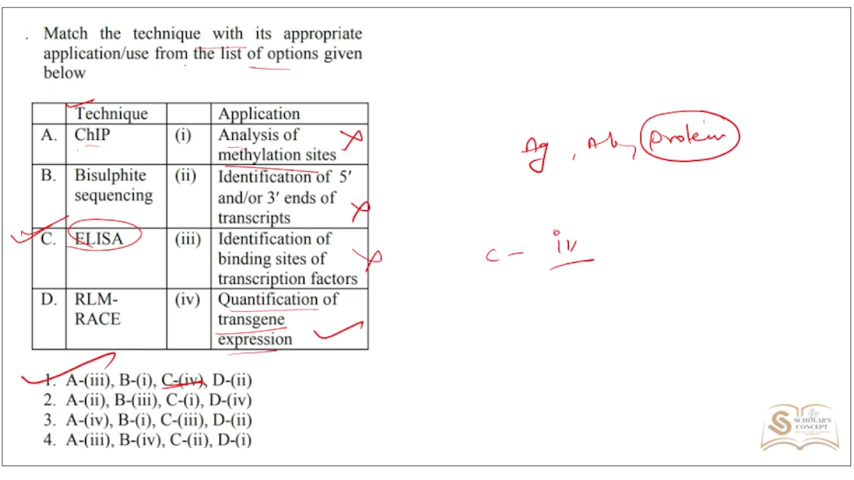 . Match the technique with its appropriate
application/use from the list of options given
below
Technique Application
A. ChIP (i) Analysis of
methylation sites
B. Bisulphite (ii) Identification of 5′
sequencing and/or 3′ ends of
transcripts
C. ELISA (iii) Identification of
binding sites of
transcription factors
D. RLM- (iv) Quantification of
RACE transgene
expression
1. A-(iii), B-(i), C-(iv), D-(ii)
2. A-(ii), B-(iii), C-(i), D-(iv)
3. A-(iv), B-(i), C-(iii), D-(ii)
4. A-(iii), B-(iv), C-(ii), D-(i)
Ag, Ab, protein
C - iv
SCHOLAR'S
CONCEPT